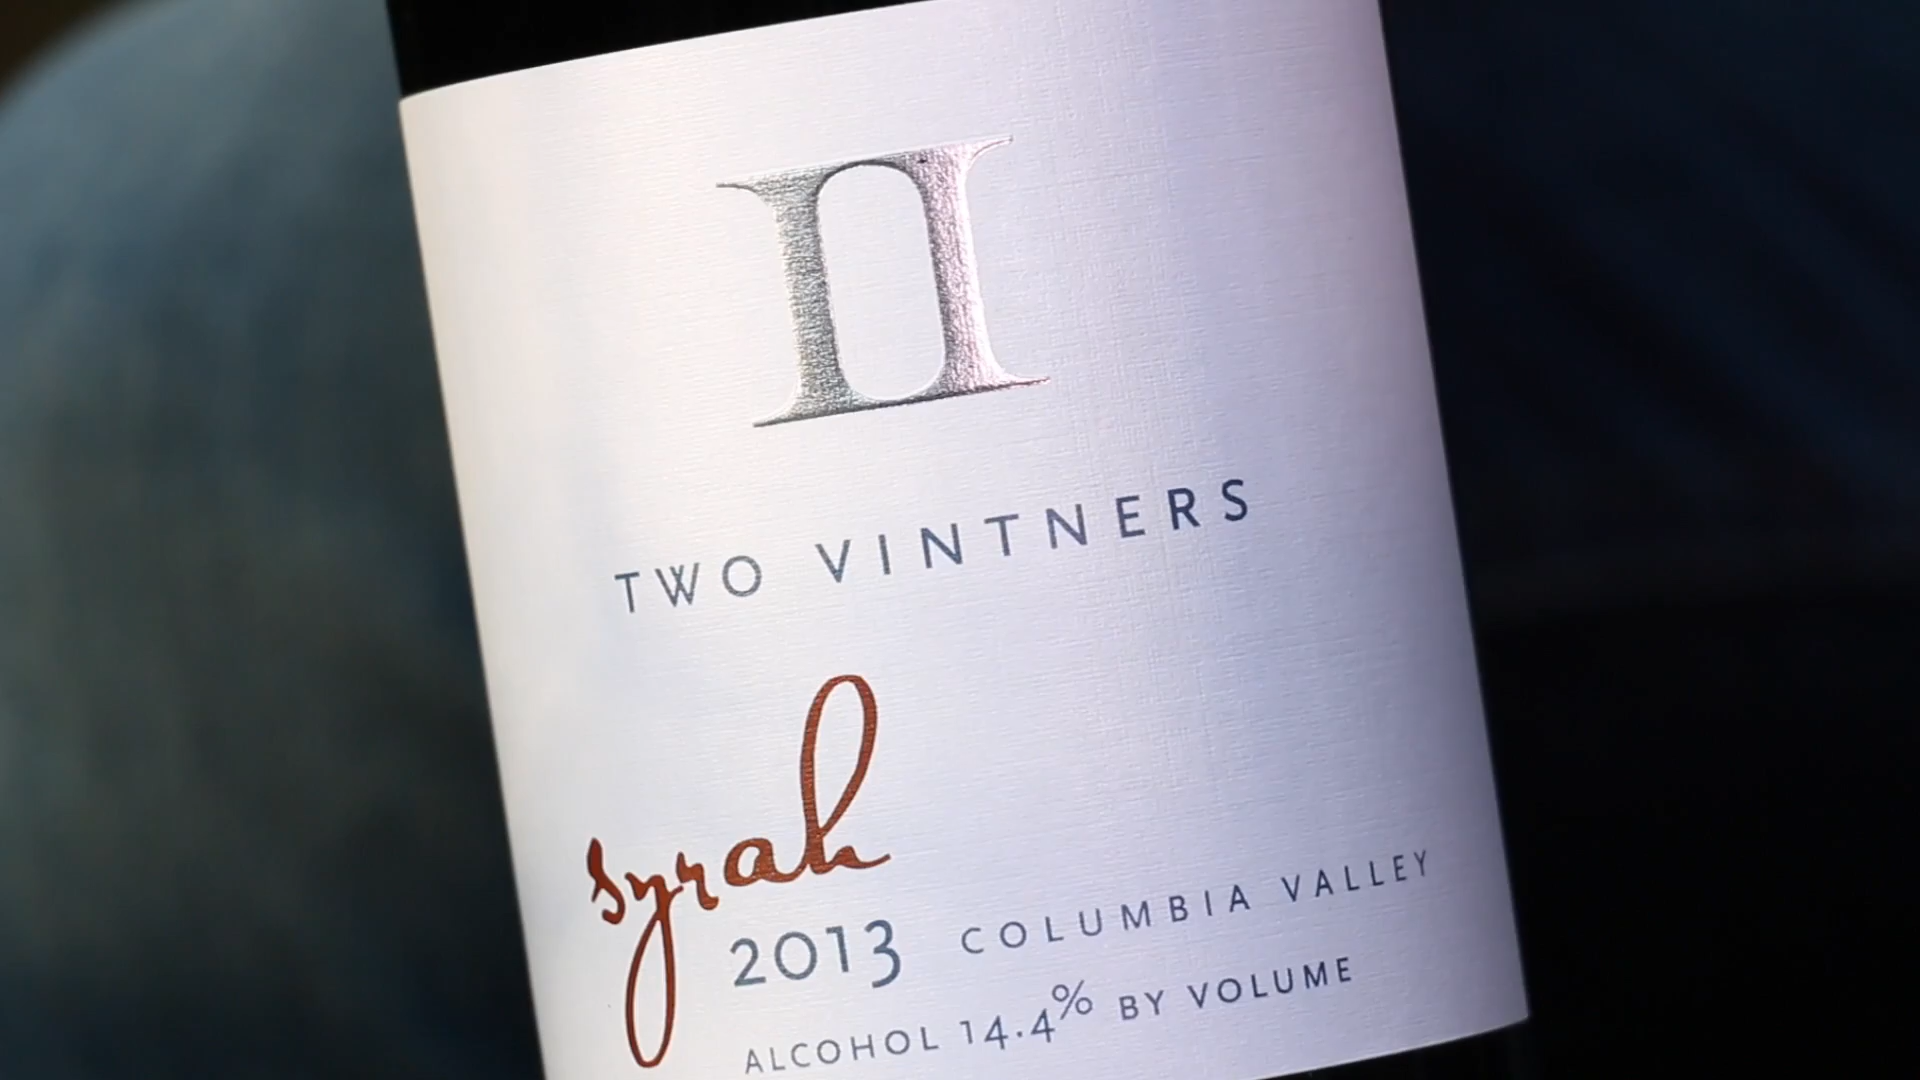 II
TWO VINTNERS
syrah
2013 COLUMBIA VALLEY
ALCOHOL 14.4% BY VOLUME